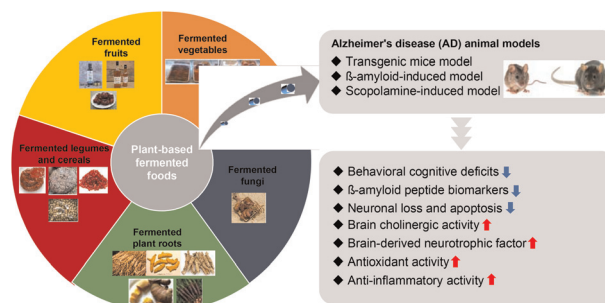 Fermented
fruits
Fermented
vegetables
Fermented legumes
and cereals
Plant-based
fermented
foods
Fermented
fungi
Fermented
plant roots
Alzheimer's disease (AD) animal models
◆ Transgenic mice model
◆ ß-amyloid-induced model
◆ Scopolamine-induced model
◆ Behavioral cognitive deficits ⬇
◆ ß-amyloid peptide biomarkers ⬇
◆ Neuronal loss and apoptosis ⬇
◆ Brain cholinergic activity ⬆
◆ Brain-derived neurotrophic factor ⬆
◆ Antioxidant activity ⬆
◆ Anti-inflammatory activity ⬆